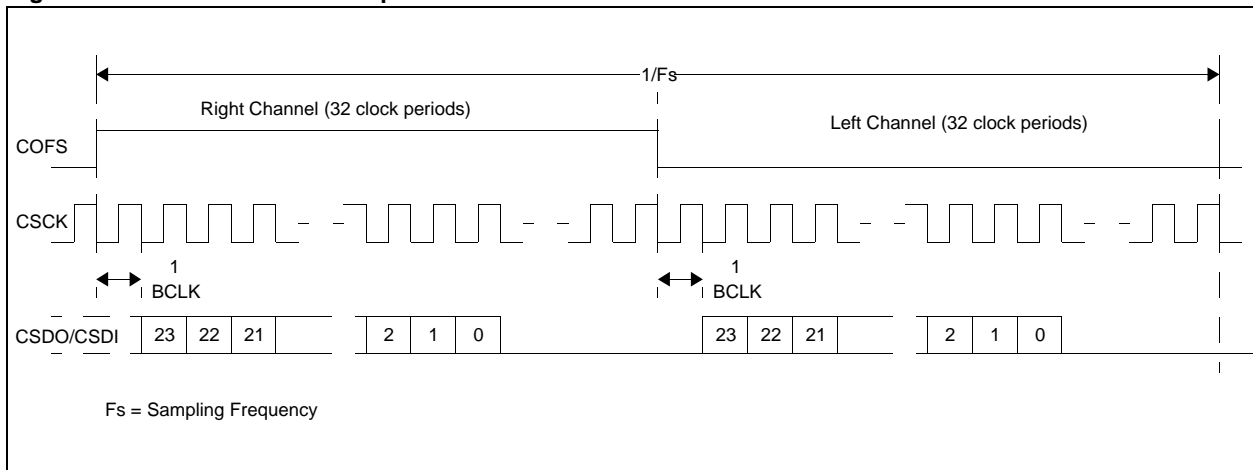 1/Fs
Right Channel (32 clock periods)
Left Channel (32 clock periods)
COFS
CSCK
1
BCLK
1
BCLK
CSDO/CSDI
23 22 21 2 1 0
23 22 21 2 1 0
Fs = Sampling Frequency